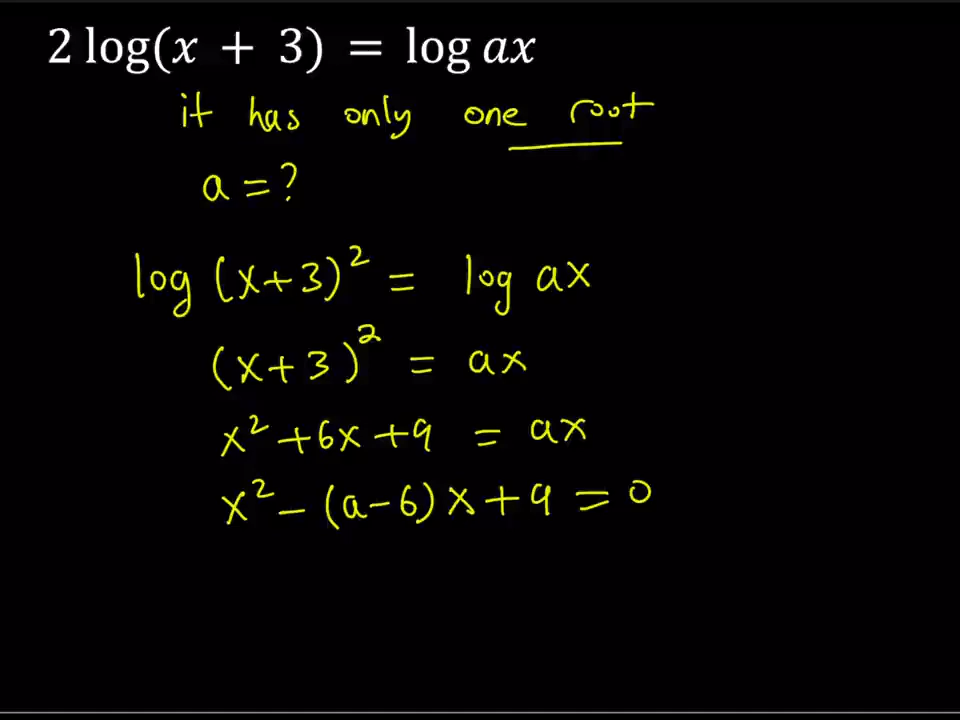 2 log(x + 3) = log ax
it has only one root
a = ?
log (x+3)² = log ax
(x+3)² = ax
x² + 6x + 9 = ax
x² - (a-6)x + 9 = 0